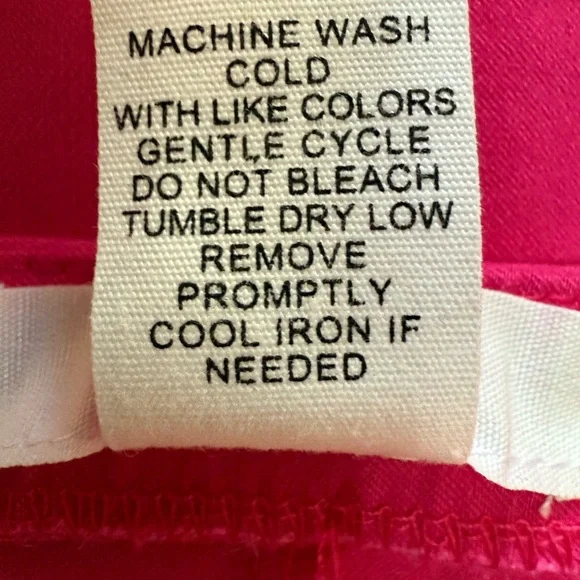 MACHINE WASH
COLD
WITH LIKE COLORS
GENTLE CYCLE
DO NOT BLEACH
TUMBLE DRY LOW
REMOVE
PROMPTLY
COOL IRON IF
NEEDED